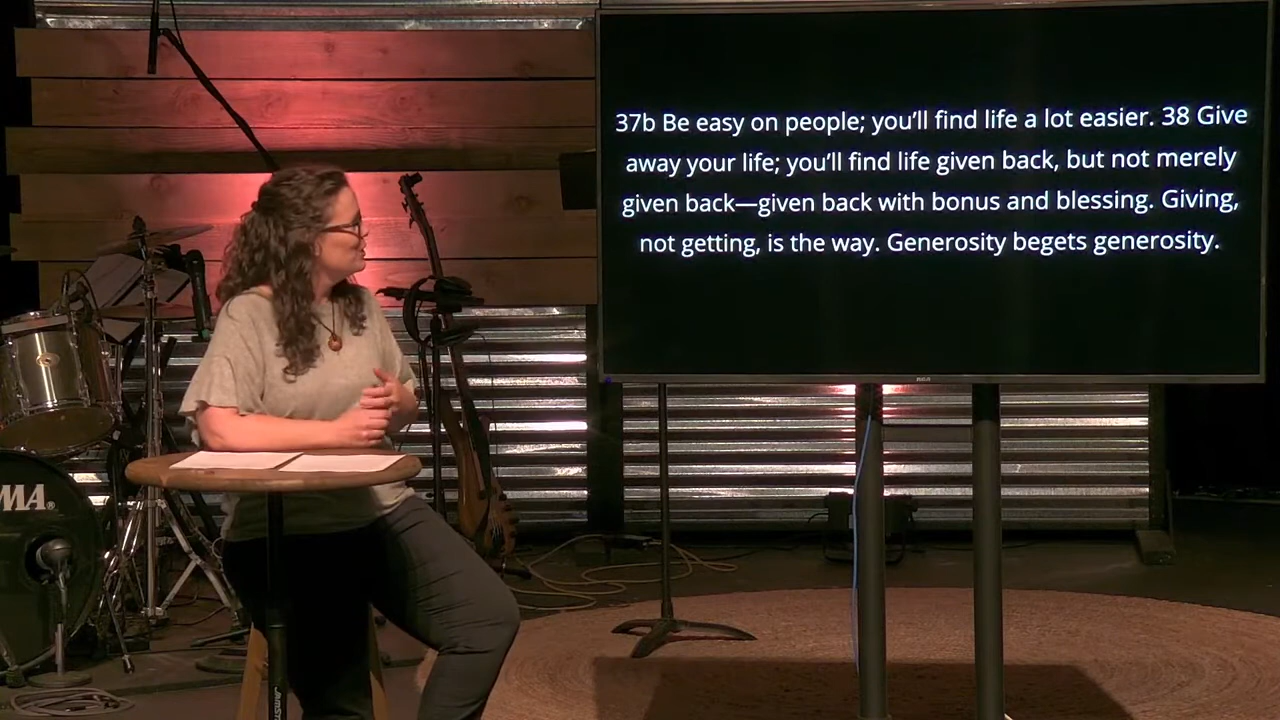 37b Be easy on people; you'll find life a lot easier. 38 Give
away your life; you'll find life given back, but not merely
given back—given back with bonus and blessing. Giving,
not getting, is the way. Generosity begets generosity.
RCA
MA®